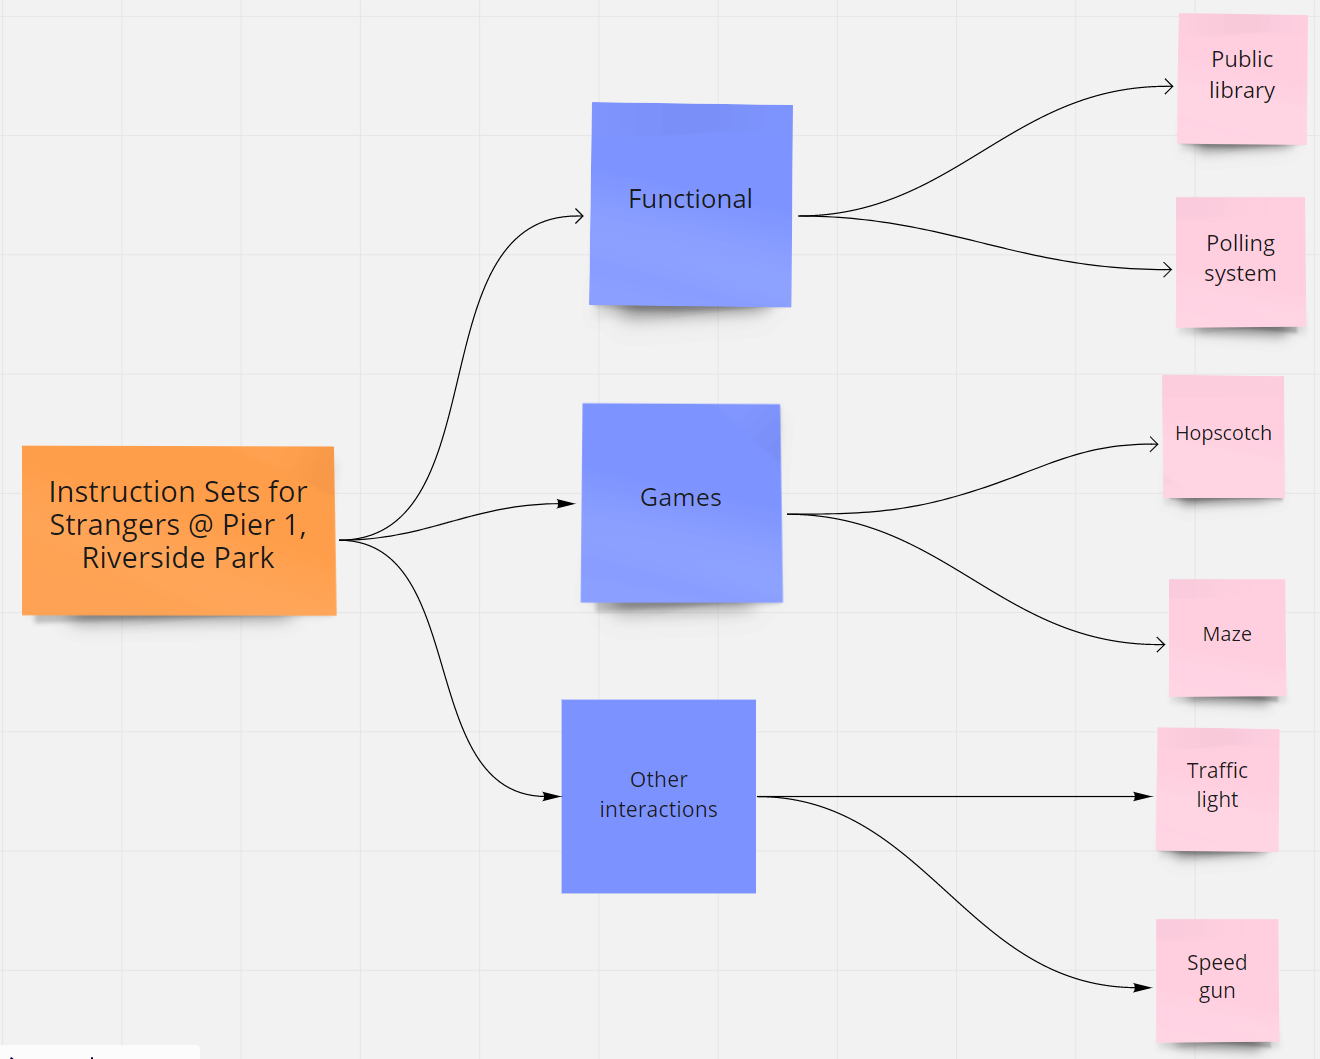 Instruction Sets for
Strangers @ Pier 1,
Riverside Park
Functional
Games
Other
interactions
Public
library
Polling
system
Hopscotch
Maze
Traffic
light
Speed
gun